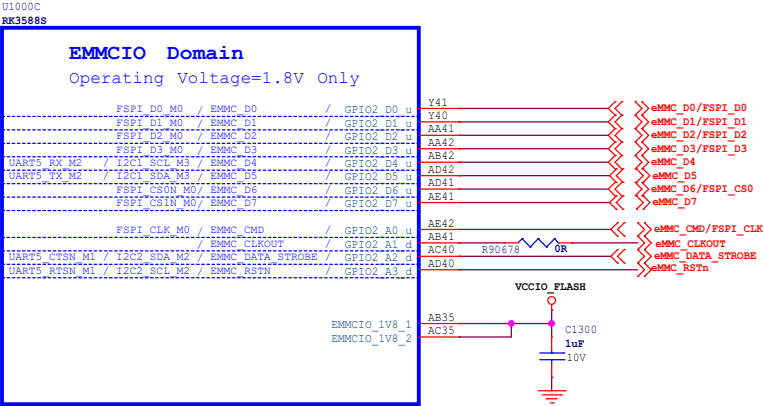 U1000C
RK3588S
EMMCIO Domain
Operating Voltage=1.8V Only
FSPI_D0_M0 / EMMC_D0 / GPIO2_D0_u Y41 eMMC_D0/FSPI_D0
FSPI_D1_M0 / EMMC_D1 / GPIO2_D1_u Y40 eMMC_D1/FSPI_D1
FSPI_D2_M0 / EMMC_D2 / GPIO2_D2_u AA41 eMMC_D2/FSPI_D2
FSPI_D3_M0 / EMMC_D3 / GPIO2_D3_u AA42 eMMC_D3/FSPI_D3
UART5_RX_M2 / I2C1_SCL_M3 / EMMC_D4 / GPIO2_D4_u AB42 eMMC_D4
UART5_TX_M2 / I2C1_SDA_M3 / EMMC_D5 / GPIO2_D5_u AD42 eMMC_D5
FSPI_CS0N_M0/ EMMC_D6 / GPIO2_D6_u AD41 eMMC_D6/FSPI_CS0
FSPI_CS1N_M0/ EMMC_D7 / GPIO2_D7_u AE41 eMMC_D7
FSPI_CLK_M0 / EMMC_CMD / GPIO2_A0_u AE42 eMMC_CMD/FSPI_CLK
/ EMMC_CLKOUT / GPIO2_A1_d AB41 R90678 0R eMMC_CLKOUT
UART5_CTSN_M1 / I2C2_SDA_M2 / EMMC_DATA_STROBE / GPIO2_A2_d AC40 eMMC_DATA_STROBE
UART5_RTSN_M1 / I2C2_SCL_M2 / EMMC_RSTN / GPIO2_A3_d AD40 eMMC_RSTn
VCCIO_FLASH
EMMCIO_1V8_1 AB35
EMMCIO_1V8_2 AC35
C1300
1uF
10V